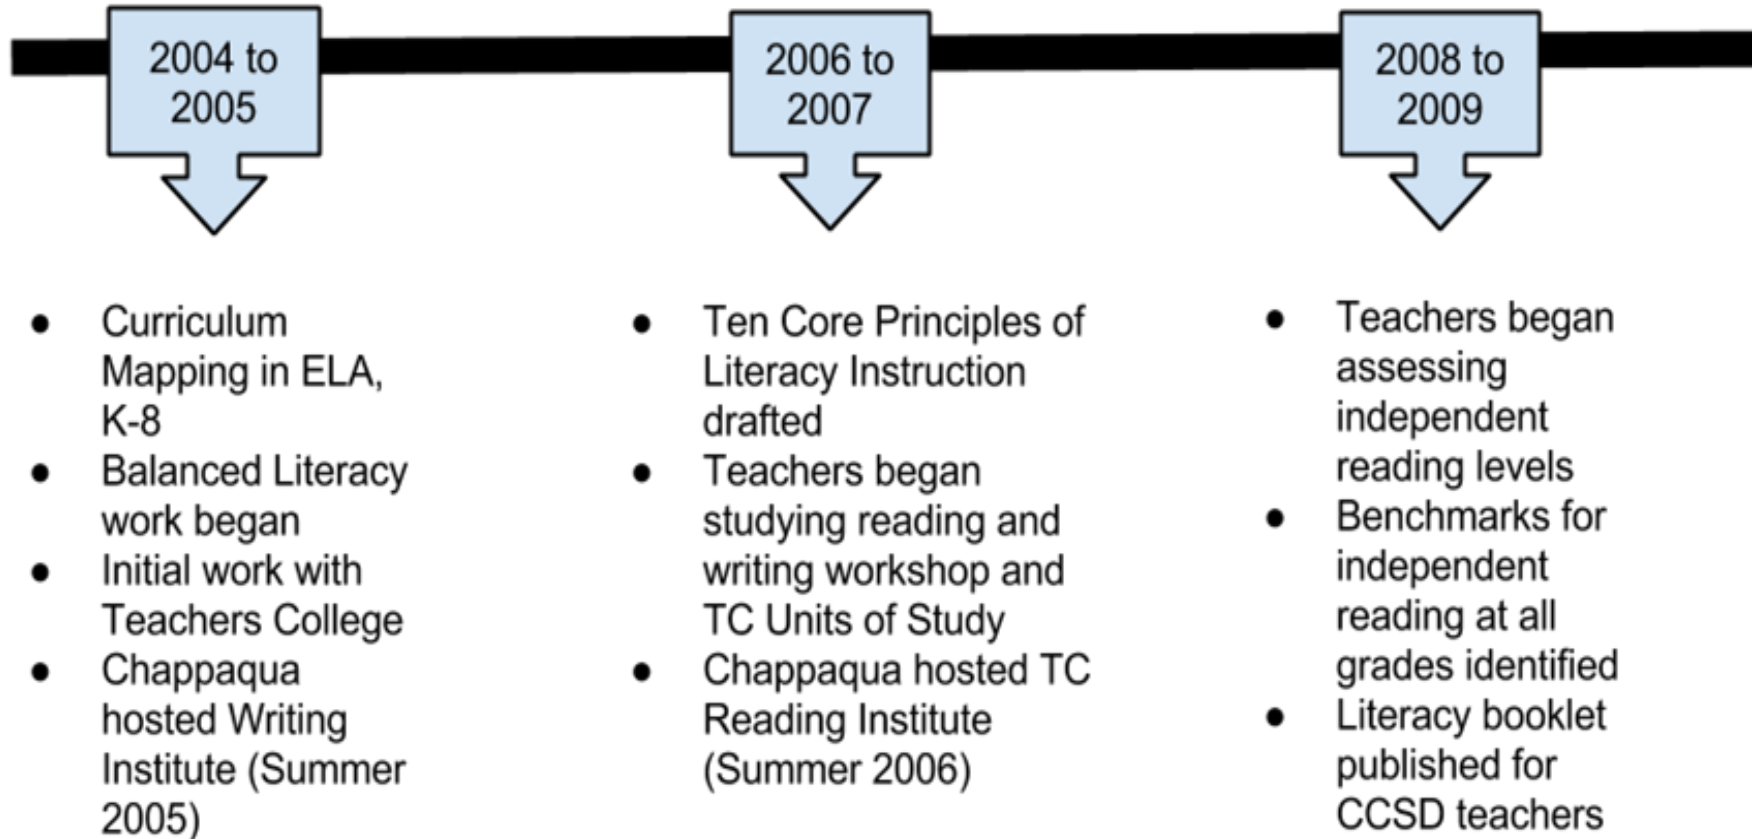 2004 to
2005
2006 to
2007
2008 to
2009
● Curriculum
Mapping in ELA,
K-8
● Balanced Literacy
work began
● Initial work with
Teachers College
● Chappaqua
hosted Writing
Institute (Summer
2005)
● Ten Core Principles of
Literacy Instruction
drafted
● Teachers began
studying reading and
writing workshop and
TC Units of Study
● Chappaqua hosted TC
Reading Institute
(Summer 2006)
● Teachers began
assessing
independent
reading levels
● Benchmarks for
independent
reading at all
grades identified
● Literacy booklet
published for
CCSD teachers